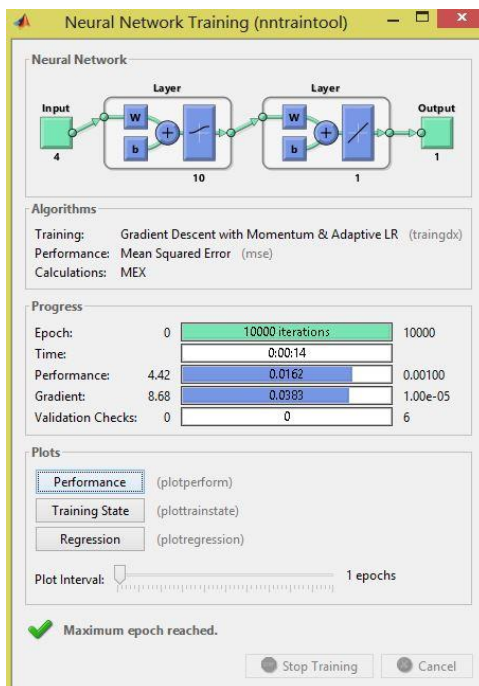 Neural Network Training (nntraintool)
Neural Network
Layer Layer
Input Output
W W
b b
4 10 1 1
Algorithms
Training: Gradient Descent with Momentum & Adaptive LR (traingdx)
Performance: Mean Squared Error (mse)
Calculations: MEX
Progress
Epoch: 0 10000 iterations 10000
Time: 0:00:14
Performance: 4.42 0.0162 0.00100
Gradient: 8.68 0.0383 1.00e-05
Validation Checks: 0 0 6
Plots
Performance (plotperform)
Training State (plottrainstate)
Regression (plotregression)
Plot Interval: 1 epochs
Maximum epoch reached.
Stop Training Cancel